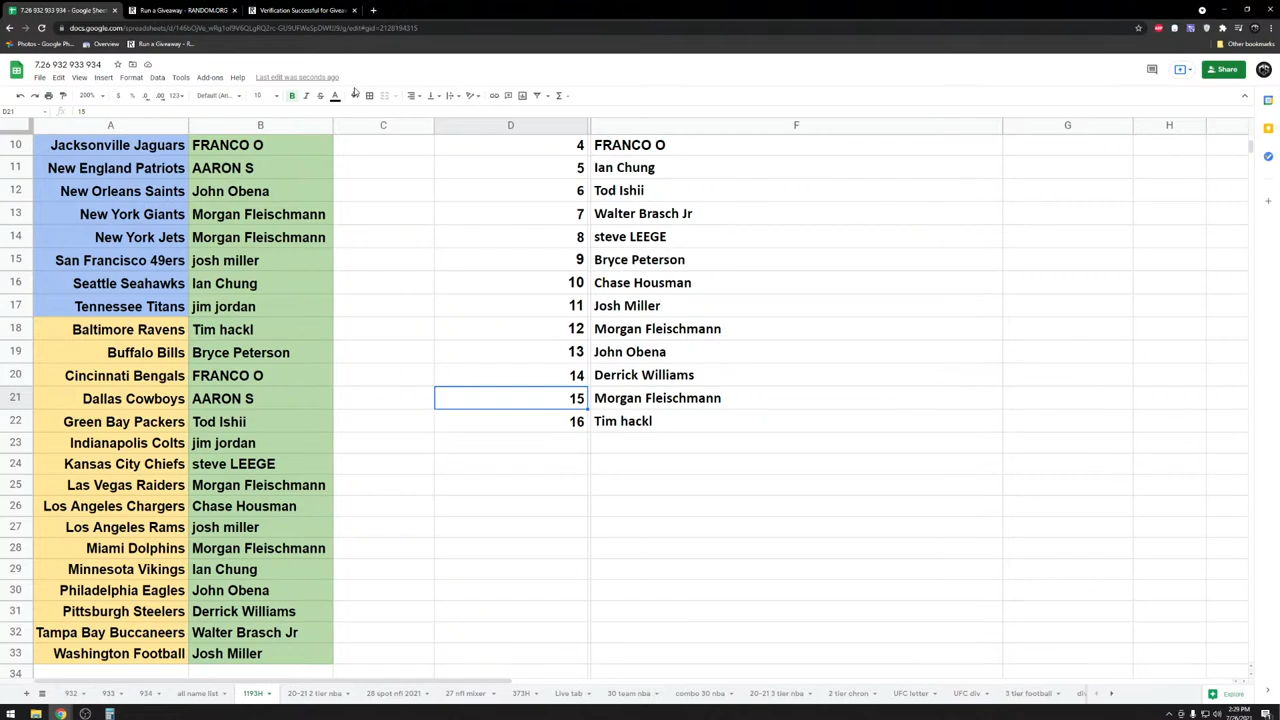 7.26 932 933 934 - Google Sheets
Run a Giveaway - RANDOM.ORG
Verification Successful for Giveaw
Photos - Google Ph...
Overview
Run a Giveaway - R...
Other bookmarks
7.26 932 933 934
File Edit View Insert Format Data Tools Add-ons Help Last edit was seconds ago
Share
200% $ % .0 .00 123 Default (Ari... 10 B I S A
D21 fx 15
A B C D F G H
10 Jacksonville Jaguars FRANCO O 4 FRANCO O
11 New England Patriots AARON S 5 Ian Chung
12 New Orleans Saints John Obena 6 Tod Ishii
13 New York Giants Morgan Fleischmann 7 Walter Brasch Jr
14 New York Jets Morgan Fleischmann 8 steve LEEGE
15 San Francisco 49ers josh miller 9 Bryce Peterson
16 Seattle Seahawks Ian Chung 10 Chase Housman
17 Tennessee Titans jim jordan 11 Josh Miller
18 Baltimore Ravens Tim hackl 12 Morgan Fleischmann
19 Buffalo Bills Bryce Peterson 13 John Obena
20 Cincinnati Bengals FRANCO O 14 Derrick Williams
21 Dallas Cowboys AARON S 15 Morgan Fleischmann
22 Green Bay Packers Tod Ishii 16 Tim hackl
23 Indianapolis Colts jim jordan
24 Kansas City Chiefs steve LEEGE
25 Las Vegas Raiders Morgan Fleischmann
26 Los Angeles Chargers Chase Housman
27 Los Angeles Rams josh miller
28 Miami Dolphins Morgan Fleischmann
29 Minnesota Vikings Ian Chung
30 Philadelphia Eagles John Obena
31 Pittsburgh Steelers Derrick Williams
32 Tampa Bay Buccaneers Walter Brasch Jr
33 Washington Football Josh Miller
34
932 933 934 all name list 1193H 20-21 2 tier nba 28 spot nfl 2021 27 nfl mixer 373H Live tab 30 team nba combo 30 nba 20-21 3 tier nba 2 tier chron UFC letter UFC div 3 tier football Explore
2:29 PM
7/26/2021